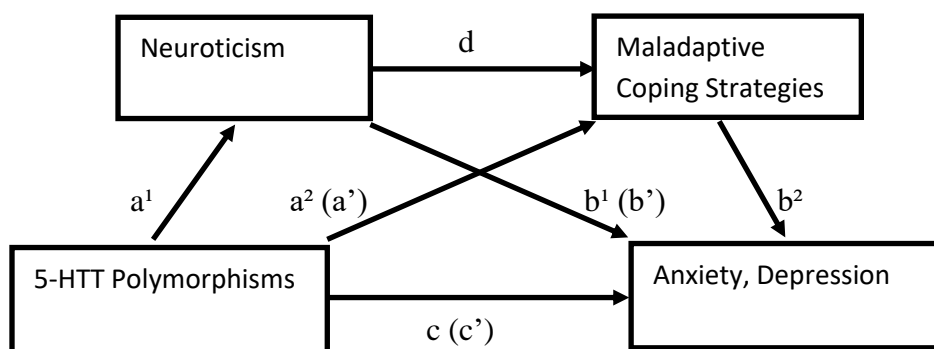 Neuroticism
d
Maladaptive
Coping Strategies
a¹
a² (a’)
b¹ (b’)
b²
5-HTT Polymorphisms
Anxiety, Depression
c (c’)